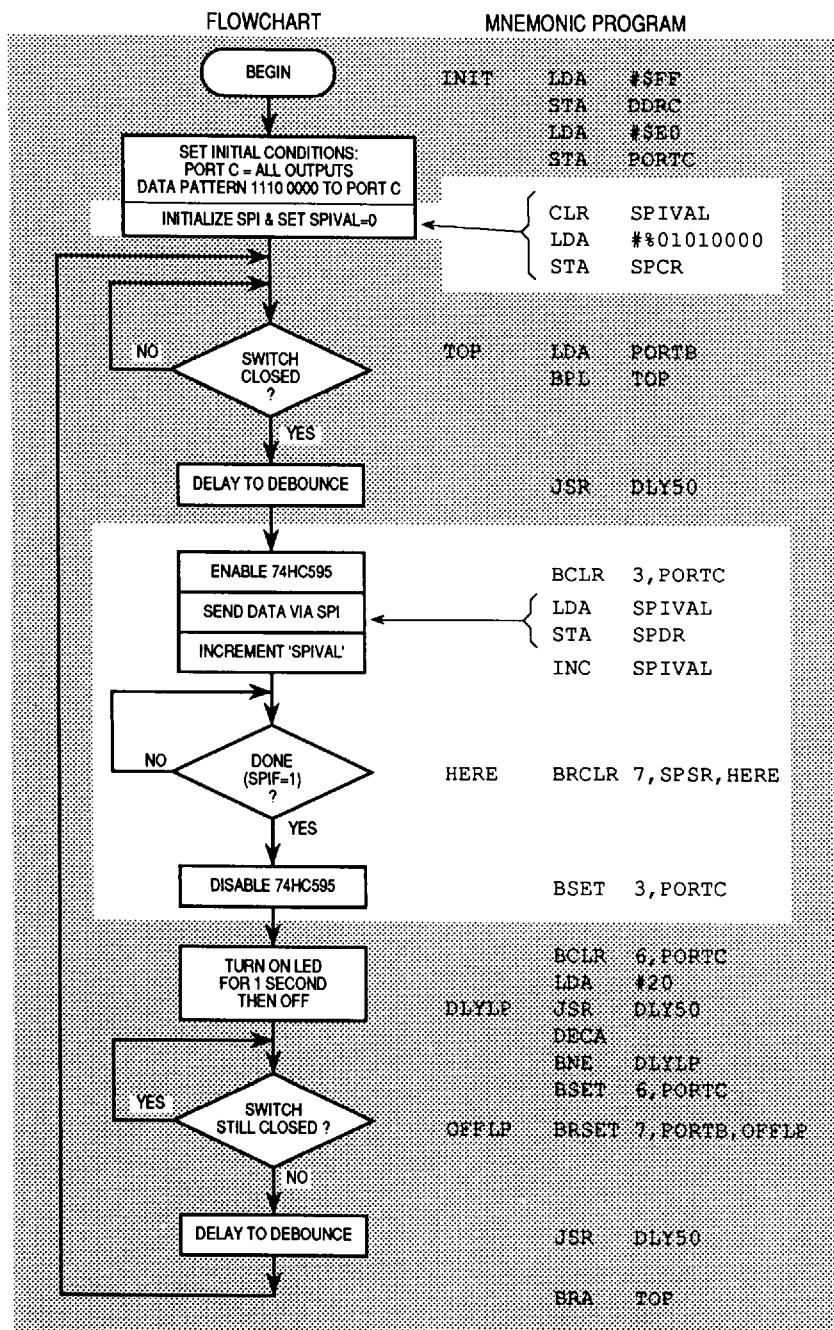 FLOWCHART
MNEMONIC PROGRAM
BEGIN
INIT LDA #$FF
STA DDRC
LDA #$E0
STA PORTC
SET INITIAL CONDITIONS:
PORT C = ALL OUTPUTS
DATA PATTERN 1110 0000 TO PORT C
INITIALIZE SPI & SET SPIVAL=0
CLR SPIVAL
LDA #%01010000
STA SPCR
NO
SWITCH
CLOSED
?
YES
TOP LDA PORTB
BPL TOP
DELAY TO DEBOUNCE
JSR DLY50
ENABLE 74HC595
BCLR 3,PORTC
SEND DATA VIA SPI
LDA SPIVAL
STA SPDR
INCREMENT 'SPIVAL'
INC SPIVAL
NO
DONE
(SPIF=1)
?
YES
HERE BRCLR 7,SPSR,HERE
DISABLE 74HC595
BSET 3,PORTC
TURN ON LED
FOR 1 SECOND
THEN OFF
BCLR 6,PORTC
LDA #20
DLYLP JSR DLY50
DECA
BNE DLYLP
BSET 6,PORTC
YES
SWITCH
STILL CLOSED ?
NO
OFFLP BRSET 7,PORTB,OFFLP
DELAY TO DEBOUNCE
JSR DLY50
BRA TOP